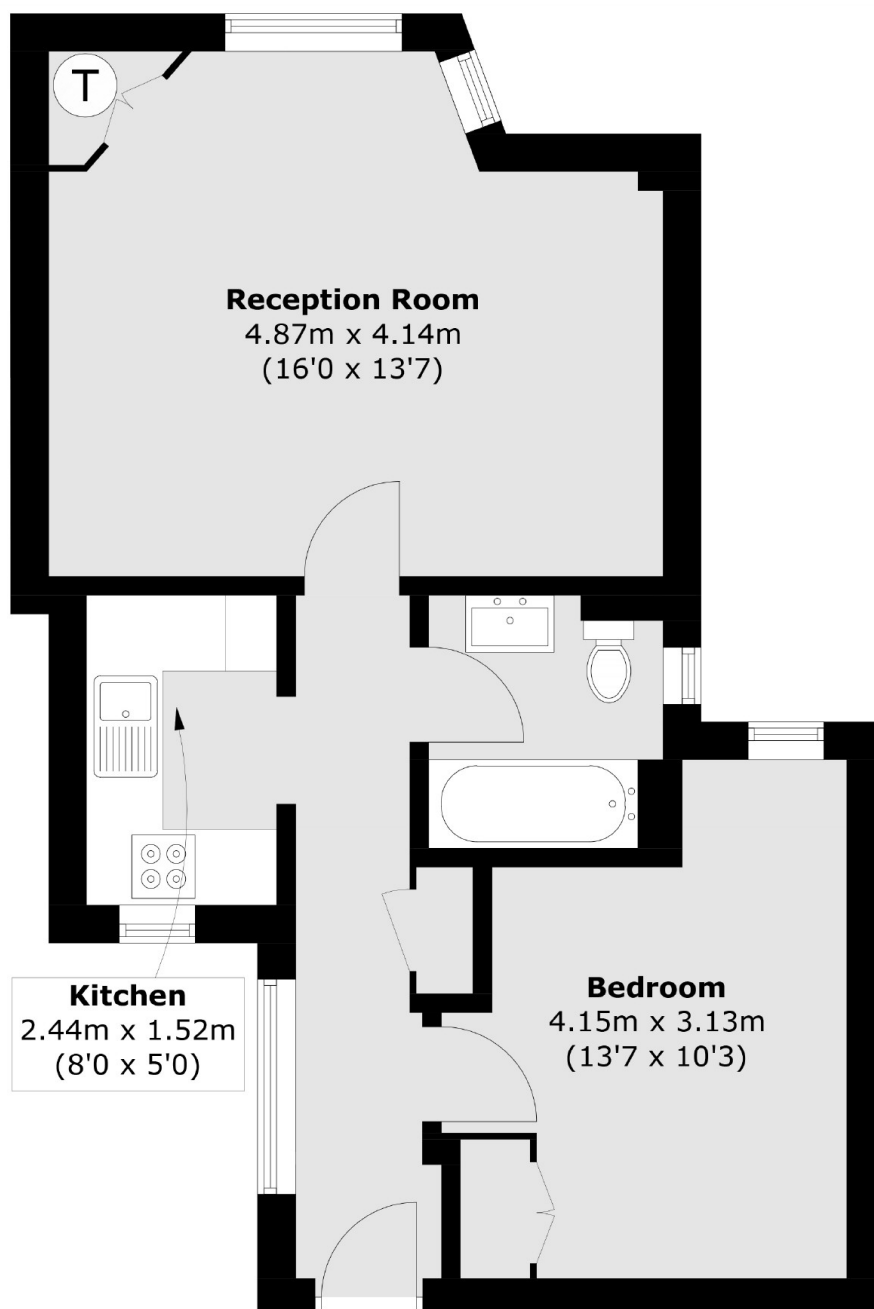 T
Reception Room
4.87m x 4.14m
(16'0 x 13'7)
Kitchen
2.44m x 1.52m
(8'0 x 5'0)
Bedroom
4.15m x 3.13m
(13'7 x 10'3)